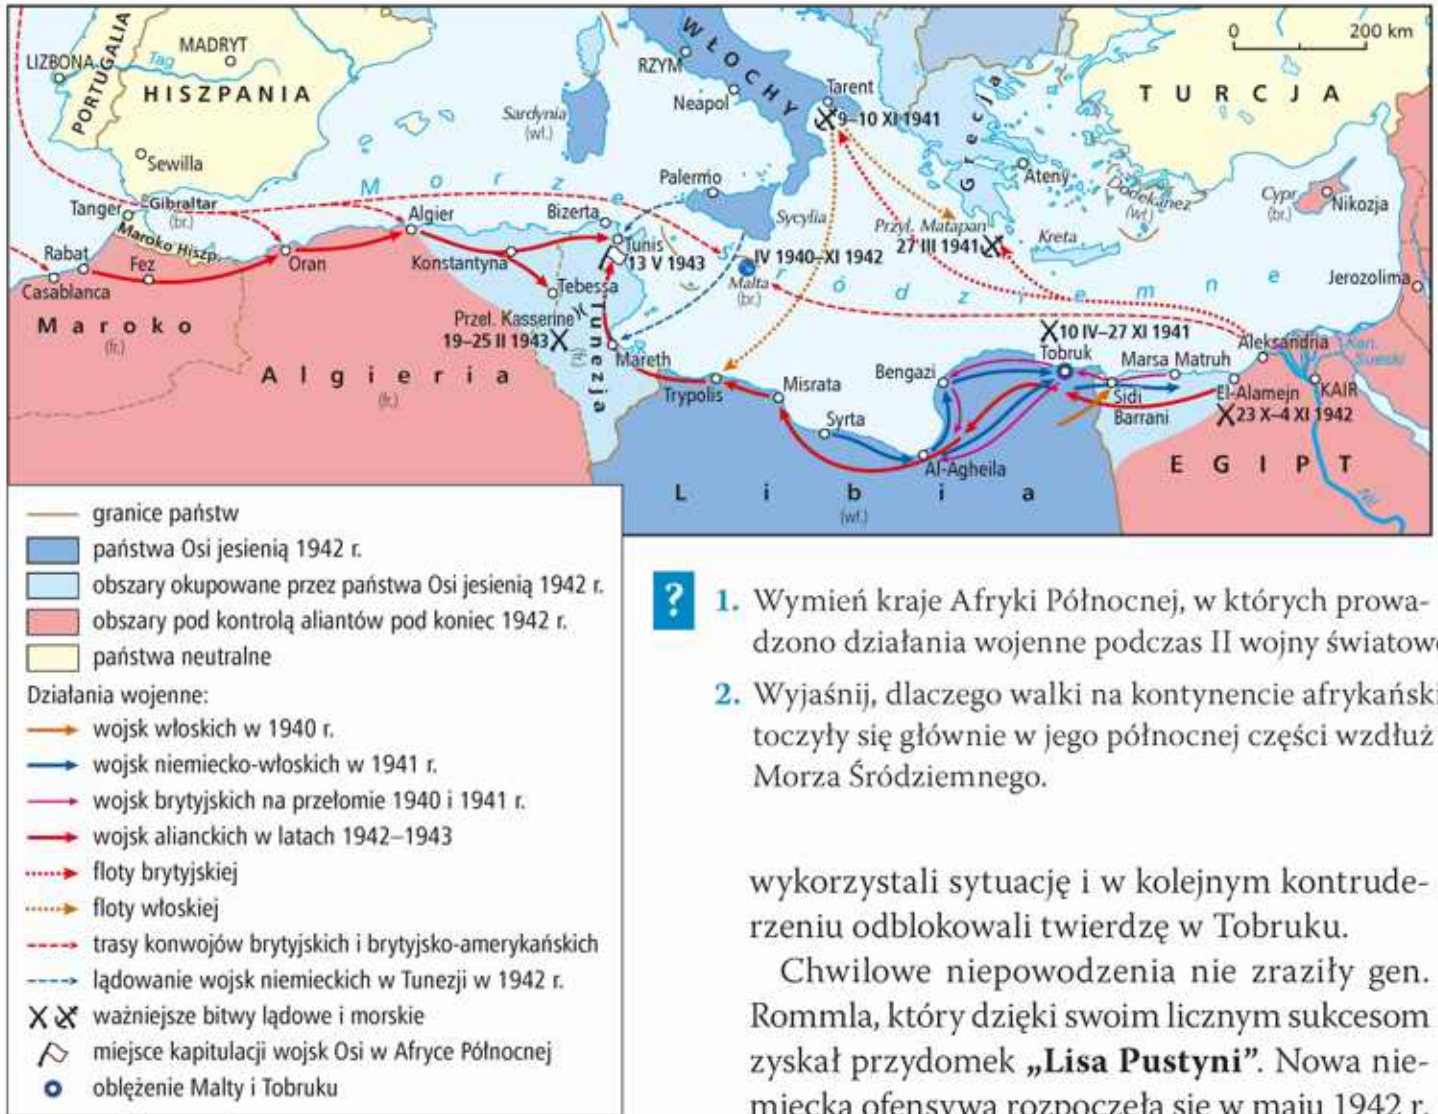 PORTUGALIA
LIZBONA
Tag
MADRYT
HISZPANIA
Sewilla
Gibraltar
(br.)
Tanger
Maroko Hiszp.
Rabat
Fez
Casablanca
Maroko
(fr.)
Oran
Algier
Algieria
(fr.)
Konstantyna
Bizerta
Tunis
13 V 1943
Tebessa
Przeł. Kasserine
19–25 II 1943
Tunezja
(fr.)
Mareth
Sardynia
(wł.)
WŁOCHY
RZYM
Neapol
Tarent
9–10 XI 1941
Palermo
Sycylia
IV 1940–XI 1942
Malta
(br.)
Morze Śródziemne
Grecja
Ateny
Przyl. Matapan
27 III 1941
Kreta
Dodekanez
(wł.)
TURCJA
0 200 km
Cypr
(br.)
Nikozja
Jerozolima
Trypolis
Misrata
Syrta
Al-Agheila
Bengazi
Libia
(wł.)
10 IV–27 XI 1941
Tobruk
Sidi
Barrani
Marsa Matruh
Aleksandria
El-Alamejn
23 X–4 XI 1942
Kan.
Sueski
KAIR
EGIPT
Nil
granice państw
państwa Osi jesienią 1942 r.
obszary okupowane przez państwa Osi jesienią 1942 r.
obszary pod kontrolą aliantów pod koniec 1942 r.
państwa neutralne
Działania wojenne:
wojsk włoskich w 1940 r.
wojsk niemiecko-włoskich w 1941 r.
wojsk brytyjskich na przełomie 1940 i 1941 r.
wojsk alianckich w latach 1942–1943
floty brytyjskiej
floty włoskiej
trasy konwojów brytyjskich i brytyjsko-amerykańskich
lądowanie wojsk niemieckich w Tunezji w 1942 r.
ważniejsze bitwy lądowe i morskie
miejsce kapitulacji wojsk Osi w Afryce Północnej
oblężenie Malty i Tobruku
?
1. Wymień kraje Afryki Północnej, w których prowa-
dzono działania wojenne podczas II wojny światowe
2. Wyjaśnij, dlaczego walki na kontynencie afrykański
toczyły się głównie w jego północnej części wzdłuż
Morza Śródziemnego.
wykorzystali sytuację i w kolejnym kontrude-
rzeniu odblokowali twierdzę w Tobruku.
Chwilowe niepowodzenia nie zraziły gen.
Rommla, który dzięki swoim licznym sukcesom
zyskał przydomek „Lisa Pustyni”. Nowa nie-
miecka ofensywa rozpoczęła się w maju 1942 r.